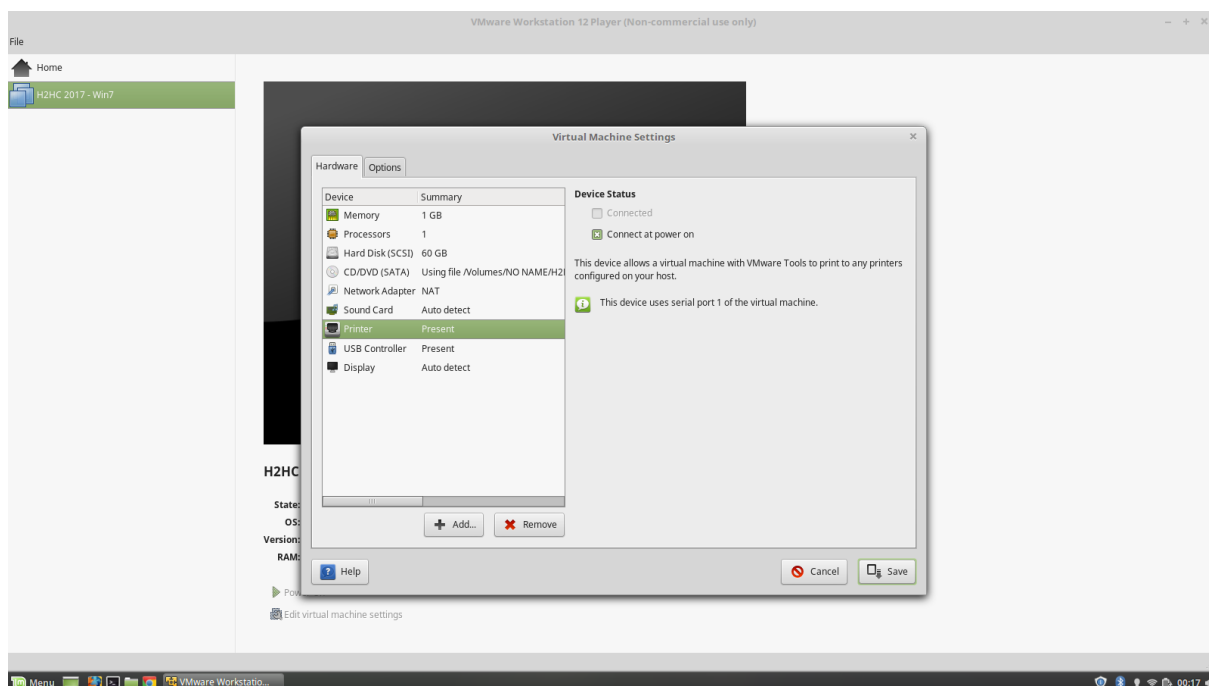 VMware Workstation 12 Player (Non-commercial use only)
File
Home
H2HC 2017 - Win7
Virtual Machine Settings
Hardware
Options
Device Summary
Memory 1 GB
Processors 1
Hard Disk (SCSI) 60 GB
CD/DVD (SATA) Using file /Volumes/NO NAME/H2
Network Adapter NAT
Sound Card Auto detect
Printer Present
USB Controller Present
Display Auto detect
Add...
Remove
Device Status
Connected
Connect at power on
This device allows a virtual machine with VMware Tools to print to any printers
configured on your host.
This device uses serial port 1 of the virtual machine.
Help
Cancel
Save
H2HC
State:
OS:
Version:
RAM:
Pow
Edit virtual machine settings
Menu
VMware Workstatio...
00:17